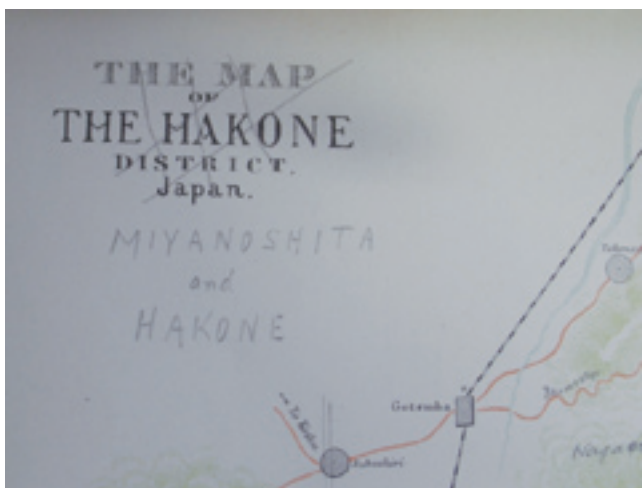 THE MAP
OF
THE HAKONE
DISTRICT.
Japan.
MIYANOSHITA
and
HAKONE
Gotemba